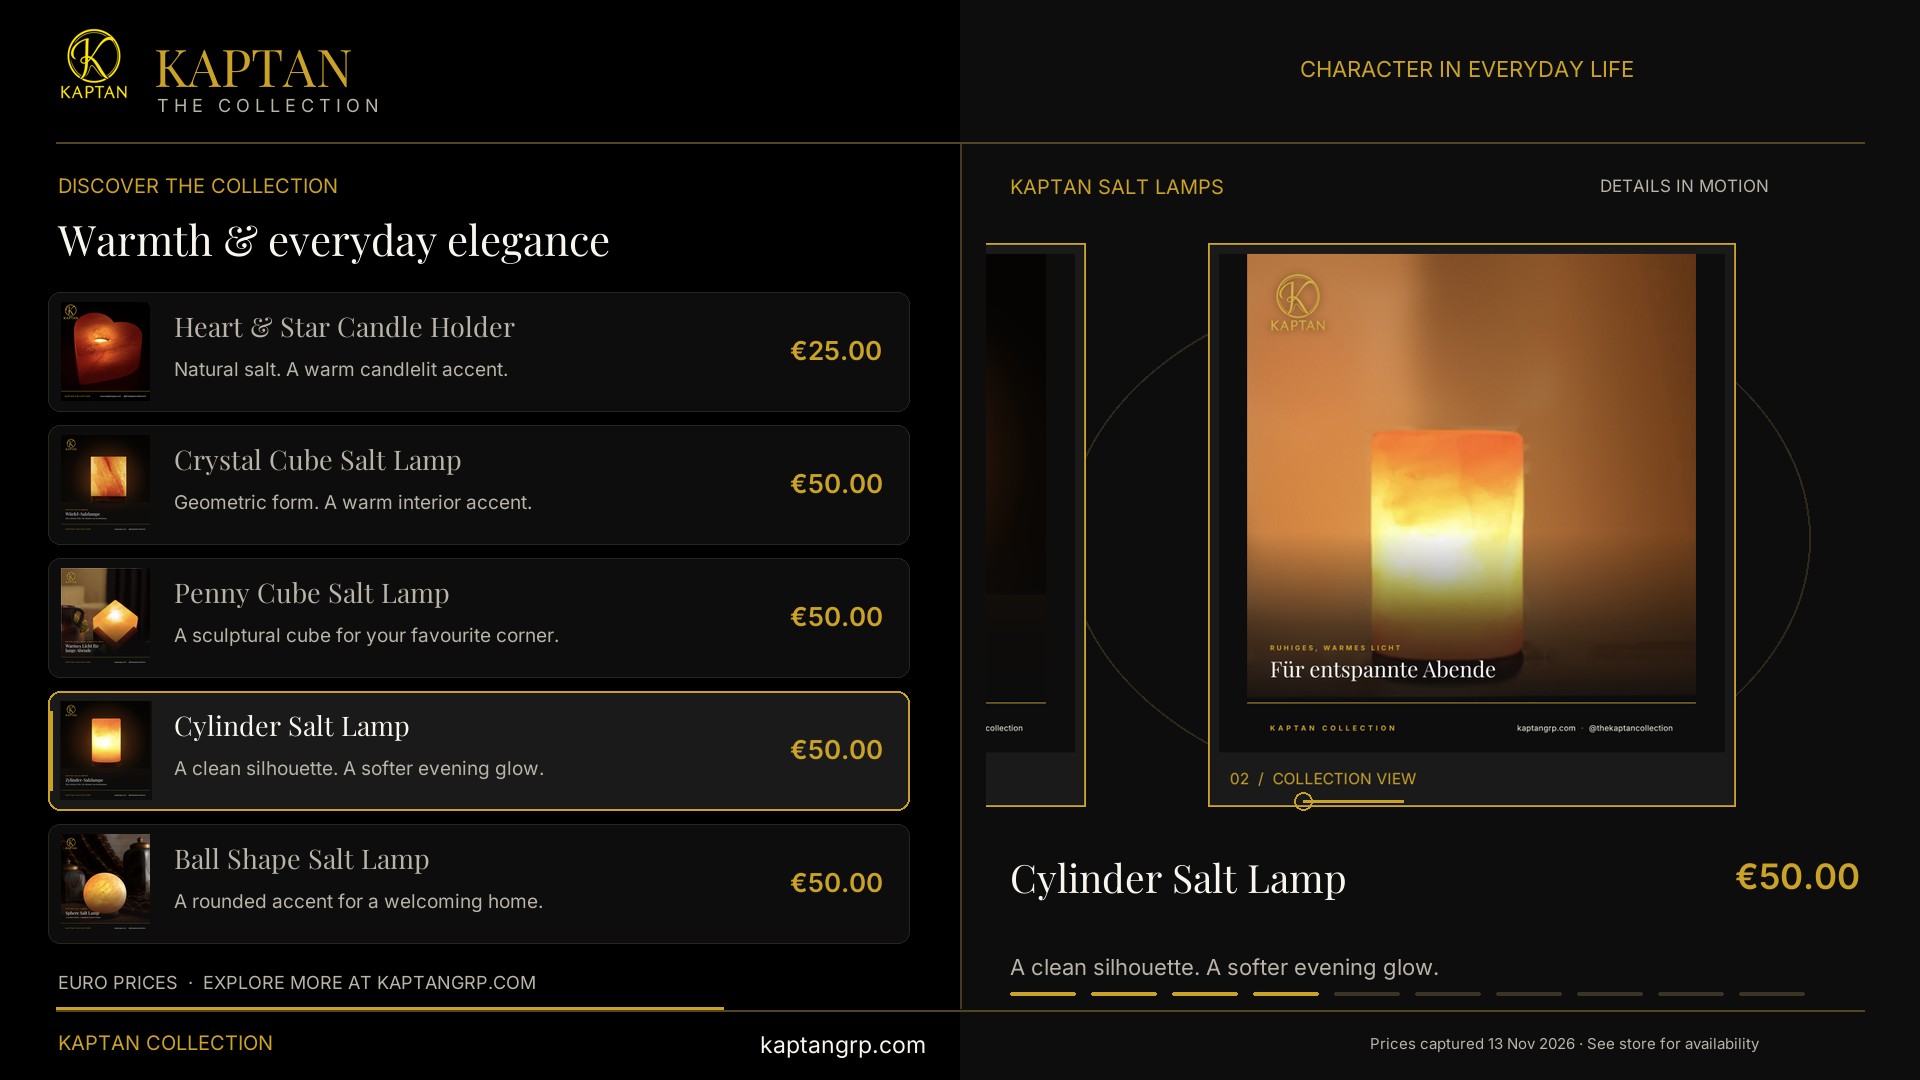 KAPTAN
KAPTAN
THE COLLECTION
CHARACTER IN EVERYDAY LIFE
DISCOVER THE COLLECTION
Warmth & everyday elegance
Heart & Star Candle Holder
Natural salt. A warm candlelit accent.
€25.00
Crystal Cube Salt Lamp
Geometric form. A warm interior accent.
€50.00
Penny Cube Salt Lamp
A sculptural cube for your favourite corner.
€50.00
Cylinder Salt Lamp
A clean silhouette. A softer evening glow.
€50.00
Ball Shape Salt Lamp
A rounded accent for a welcoming home.
€50.00
EURO PRICES · EXPLORE MORE AT KAPTANGRP.COM
KAPTAN SALT LAMPS
DETAILS IN MOTION
collection
KAPTAN
RUHIGES, WARMES LICHT
Für entspannte Abende
KAPTAN COLLECTION
kaptangrp.com · @thekaptancollection
02 / COLLECTION VIEW
Cylinder Salt Lamp
€50.00
A clean silhouette. A softer evening glow.
KAPTAN COLLECTION
kaptangrp.com
Prices captured 13 Nov 2026 · See store for availability